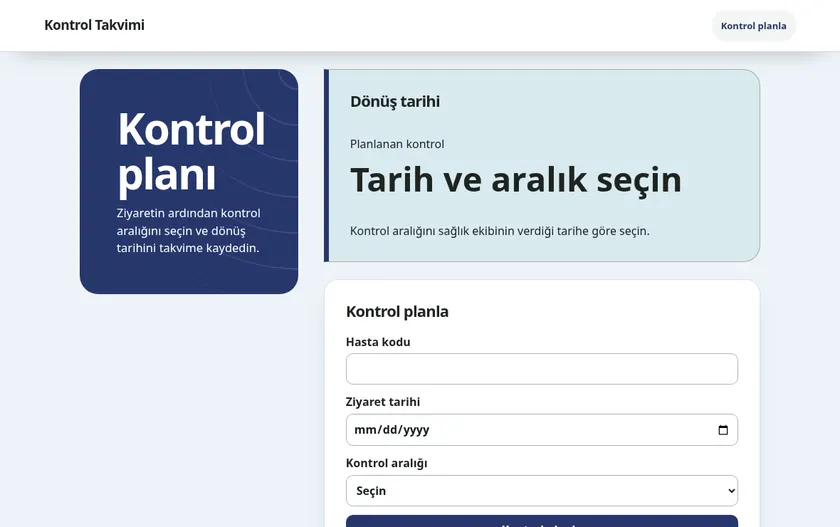 Kontrol Takvimi
Kontrol planla
Kontrol
planı
Ziyaretin ardından kontrol
aralığını seçin ve dönüş
tarihini takvime kaydedin.
Dönüş tarihi
Planlanan kontrol
Tarih ve aralık seçin
Kontrol aralığını sağlık ekibinin verdiği tarihe göre seçin.
Kontrol planla
Hasta kodu
Ziyaret tarihi
mm/dd/yyyy
Kontrol aralığı
Seçin